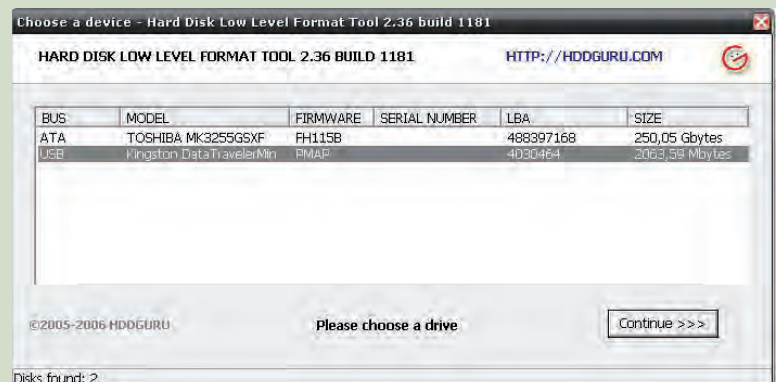 Choose a device - Hard Disk Low Level Format Tool 2.36 build 1181
HARD DISK LOW LEVEL FORMAT TOOL 2.36 BUILD 1181 HTTP://HDDGURU.COM
BUS MODEL FIRMWARE SERIAL NUMBER LBA SIZE
ATA TOSHIBA MK3255GSXF FH115B 488397168 250,05 Gbytes
USB Kingston DataTravelerMin PMAP 4030464 2063,59 Mbytes
©2005-2006 HDDGURU Please choose a drive Continue >>>
Disks found: 2